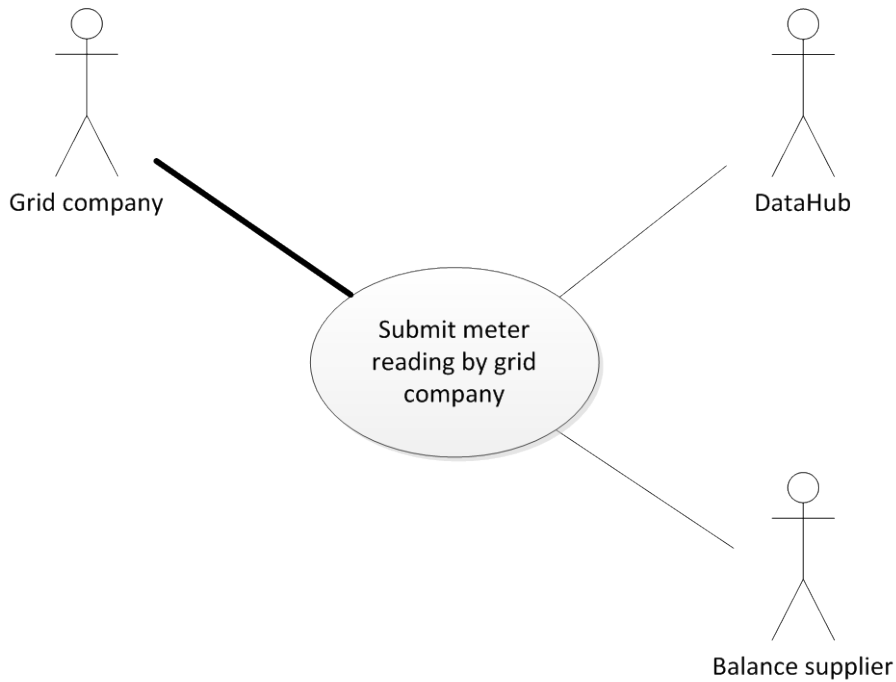 Grid company
DataHub
Submit meter
reading by grid
company
Balance supplier